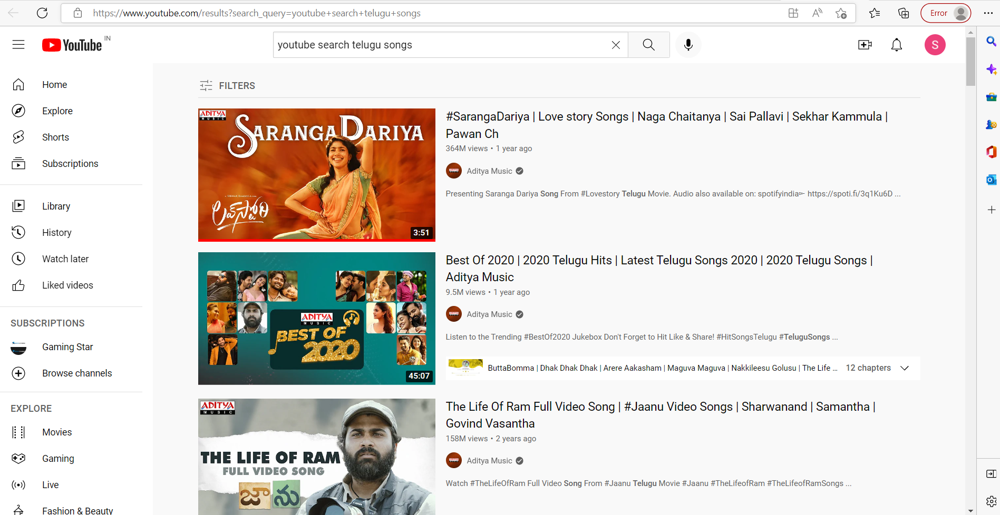 https://www.youtube.com/results?search_query=youtube+search+telugu+songs
Error
YouTube IN
youtube search telugu songs
S
Home
Explore
Shorts
Subscriptions
Library
History
Watch later
Liked videos
SUBSCRIPTIONS
Gaming Star
Browse channels
EXPLORE
Movies
Gaming
Live
Fashion & Beauty
FILTERS
ADITYA
MUSIC
SARANGA DARIYA
A SEKHAR KAMMULA
లవ్ స్టోరి
3:51
#SarangaDariya | Love story Songs | Naga Chaitanya | Sai Pallavi | Sekhar Kammula |
Pawan Ch
364M views • 1 year ago
Aditya Music
Presenting Saranga Dariya Song From #Lovestory Telugu Movie. Audio also available on: spotifyindia– https://spoti.fi/3q1Ku6D ...
ADITYA
MUSIC
BEST OF
2020
45:07
Best Of 2020 | 2020 Telugu Hits | Latest Telugu Songs 2020 | 2020 Telugu Songs |
Aditya Music
9.5M views • 1 year ago
Aditya Music
Listen to the Trending #BestOf2020 Jukebox Don't Forget to Hit Like & Share! #HitSongsTelugu #TeluguSongs ...
ButtaBomma | Dhak Dhak Dhak | Arere Aakasham | Maguva Maguva | Nakkileesu Golusu | The Life ...
12 chapters
ADITYA
MUSIC
THE LIFE OF RAM
FULL VIDEO SONG
జాను
Canon
The Life Of Ram Full Video Song | #Jaanu Video Songs | Sharwanand | Samantha |
Govind Vasantha
158M views • 2 years ago
Aditya Music
Watch #TheLifeOfRam Full Video Song From #Jaanu Telugu Movie #Jaanu #TheLifeofRam #TheLifeofRamSongs ...